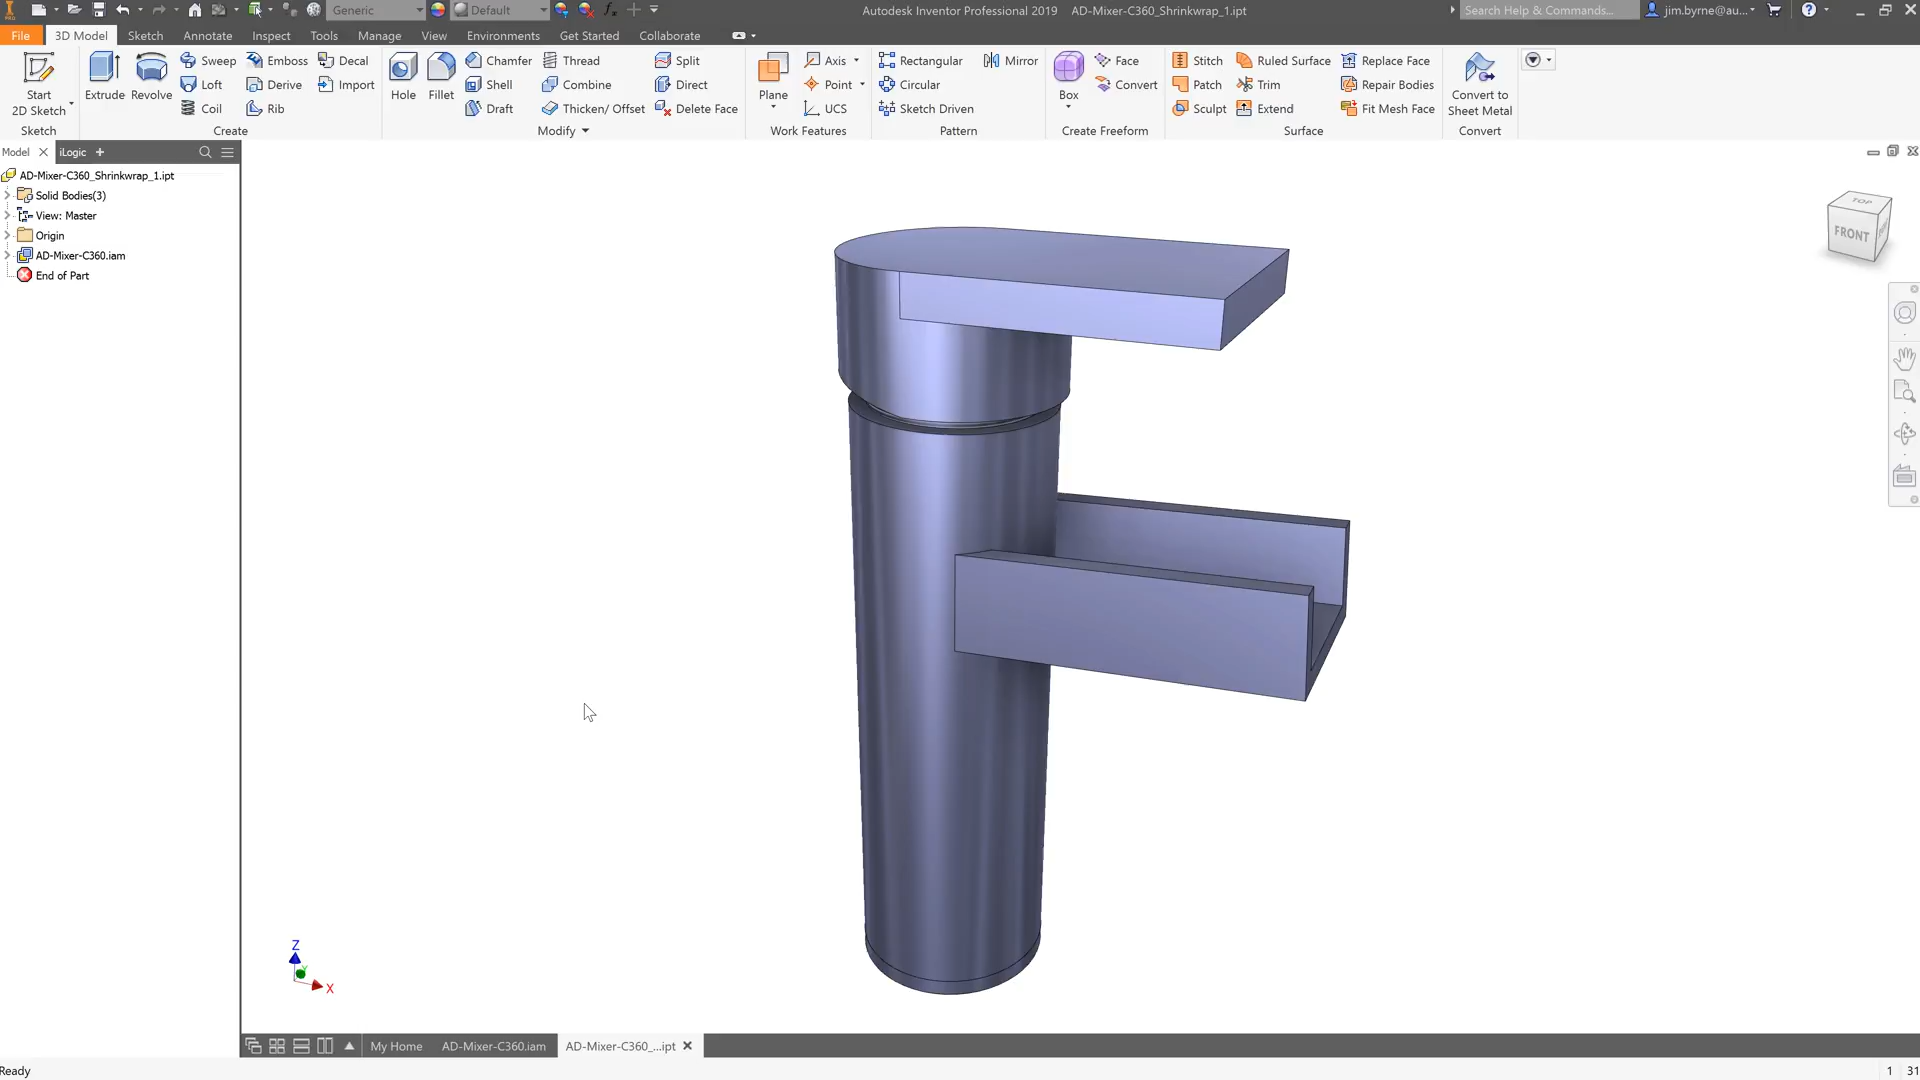 Generic
Default
Autodesk Inventor Professional 2019 AD-Mixer-C360_Shrinkwrap_1.ipt
Search Help & Commands...
jim.byrne@au...
File 3D Model Sketch Annotate Inspect Tools Manage View Environments Get Started Collaborate
Start
2D Sketch
Sketch
Extrude Revolve
Sweep Emboss Decal
Loft Derive Import
Coil Rib
Create
Hole Fillet
Chamfer Thread Split
Shell Combine Direct
Draft Thicken/ Offset Delete Face
Modify
Plane
Axis
Point
UCS
Work Features
Rectangular Mirror
Circular
Sketch Driven
Pattern
Box
Face
Convert
Create Freeform
Stitch Ruled Surface Replace Face
Patch Trim Repair Bodies
Sculpt Extend Fit Mesh Face
Surface
Convert to
Sheet Metal
Convert
Model iLogic
AD-Mixer-C360_Shrinkwrap_1.ipt
Solid Bodies(3)
View: Master
Origin
AD-Mixer-C360.iam
End of Part
TOP
FRONT
Z
X
My Home AD-Mixer-C360.iam AD-Mixer-C360_...ipt
Ready
1 31